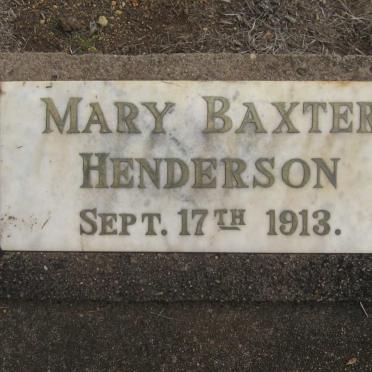 MARY BAXTER
HENDERSON
SEPT. 17TH 1913.